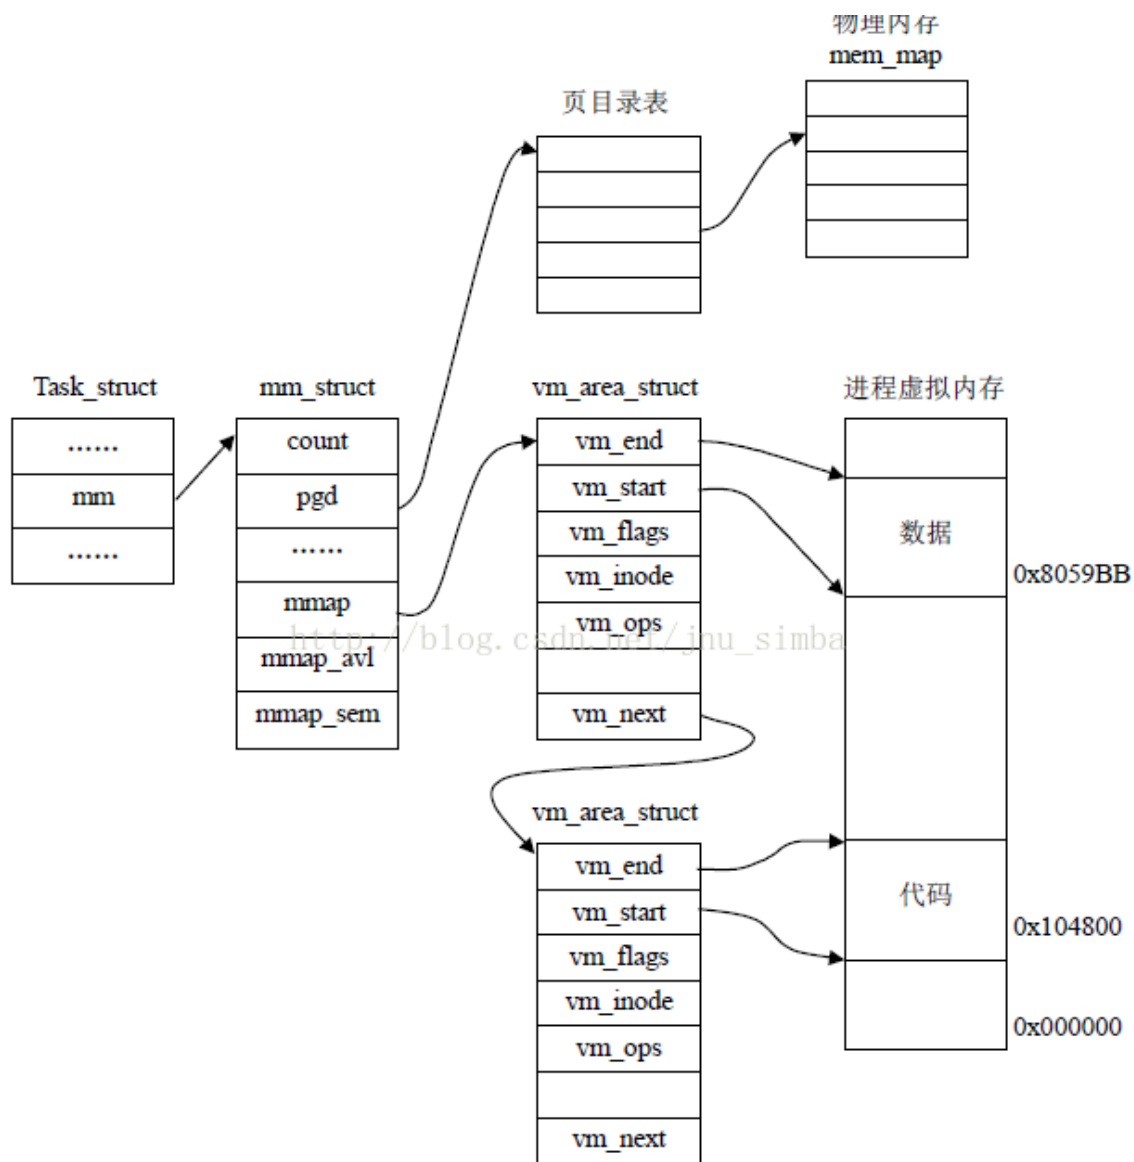 物理内存
mem_map
页目录表
Task_struct
……
mm
……
mm_struct
count
pgd
……
mmap
mmap_avl
mmap_sem
vm_area_struct
vm_end
vm_start
vm_flags
vm_inode
vm_ops
vm_next
进程虚拟内存
数据
0x8059BB
代码
0x104800
0x000000
http://blog.csdn.net/jnu_simba
vm_area_struct
vm_end
vm_start
vm_flags
vm_inode
vm_ops
vm_next